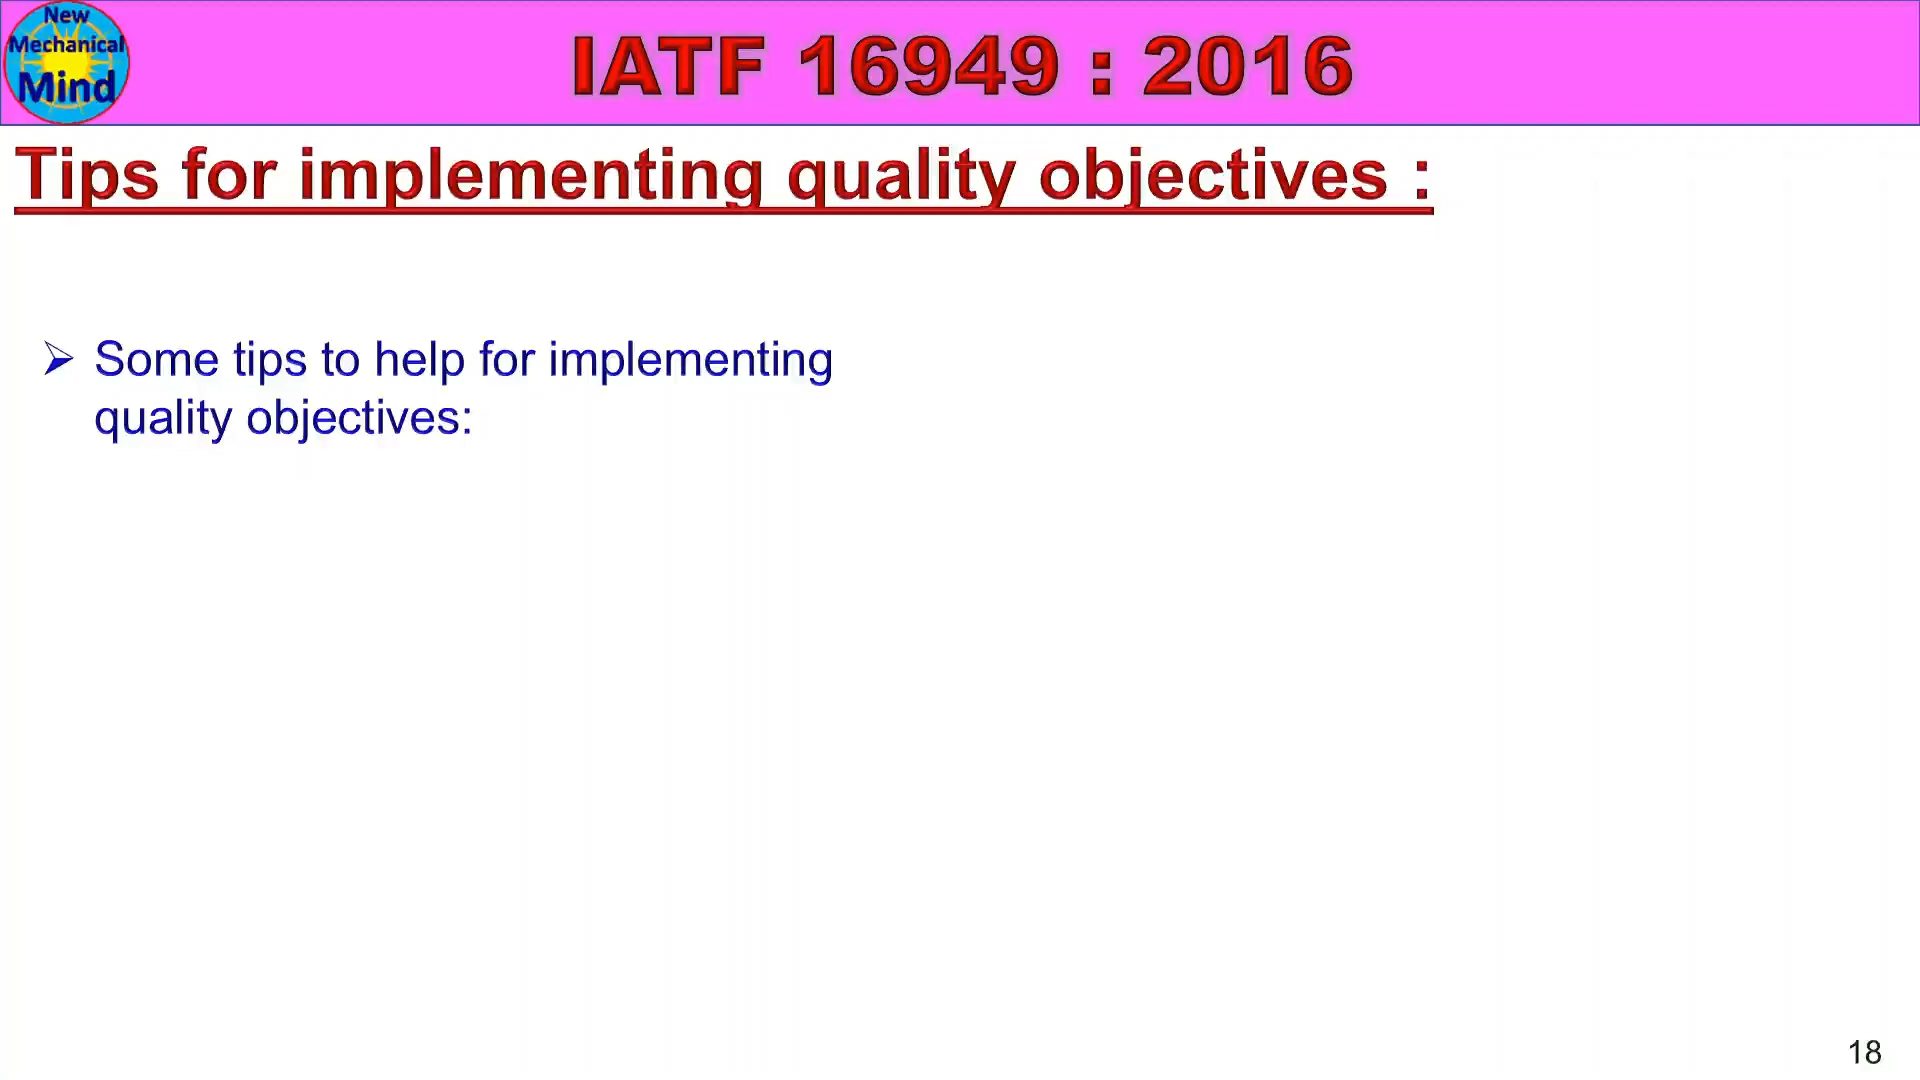 New
Mechanical
Mind
IATF 16949 : 2016
Tips for implementing quality objectives :
Some tips to help for implementing
quality objectives:
18